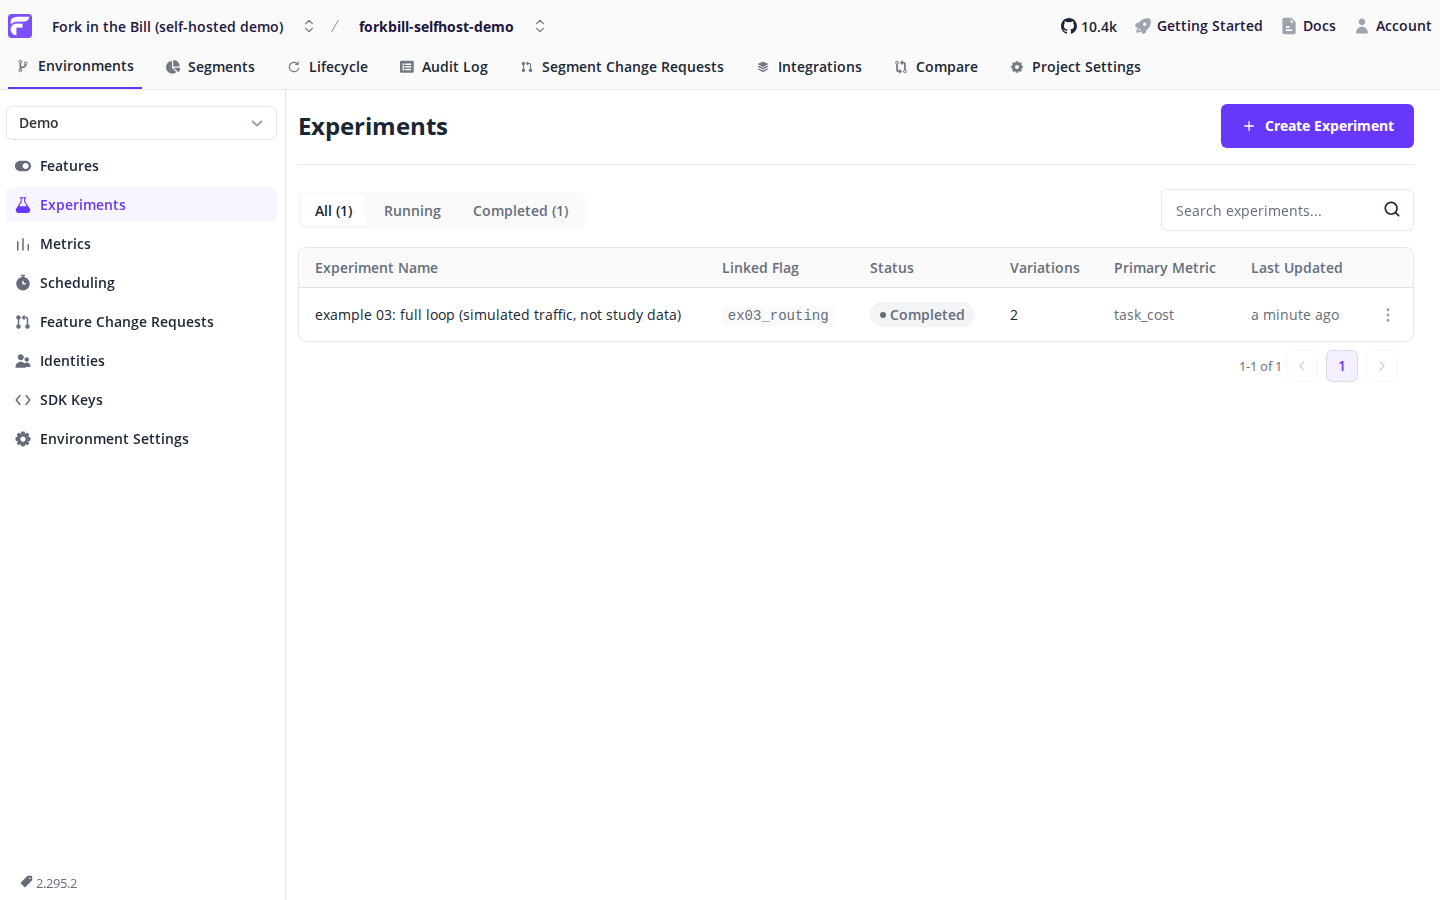 Fork in the Bill (self-hosted demo) / forkbill-selfhost-demo 10.4k Getting Started Docs Account
Environments Segments Lifecycle Audit Log Segment Change Requests Integrations Compare Project Settings
Demo
Features
Experiments
Metrics
Scheduling
Feature Change Requests
Identities
SDK Keys
Environment Settings
2.295.2
Experiments
Create Experiment
All (1) Running Completed (1)
Search experiments...
Experiment Name Linked Flag Status Variations Primary Metric Last Updated
example 03: full loop (simulated traffic, not study data) ex03_routing Completed 2 task_cost a minute ago
1-1 of 1 1